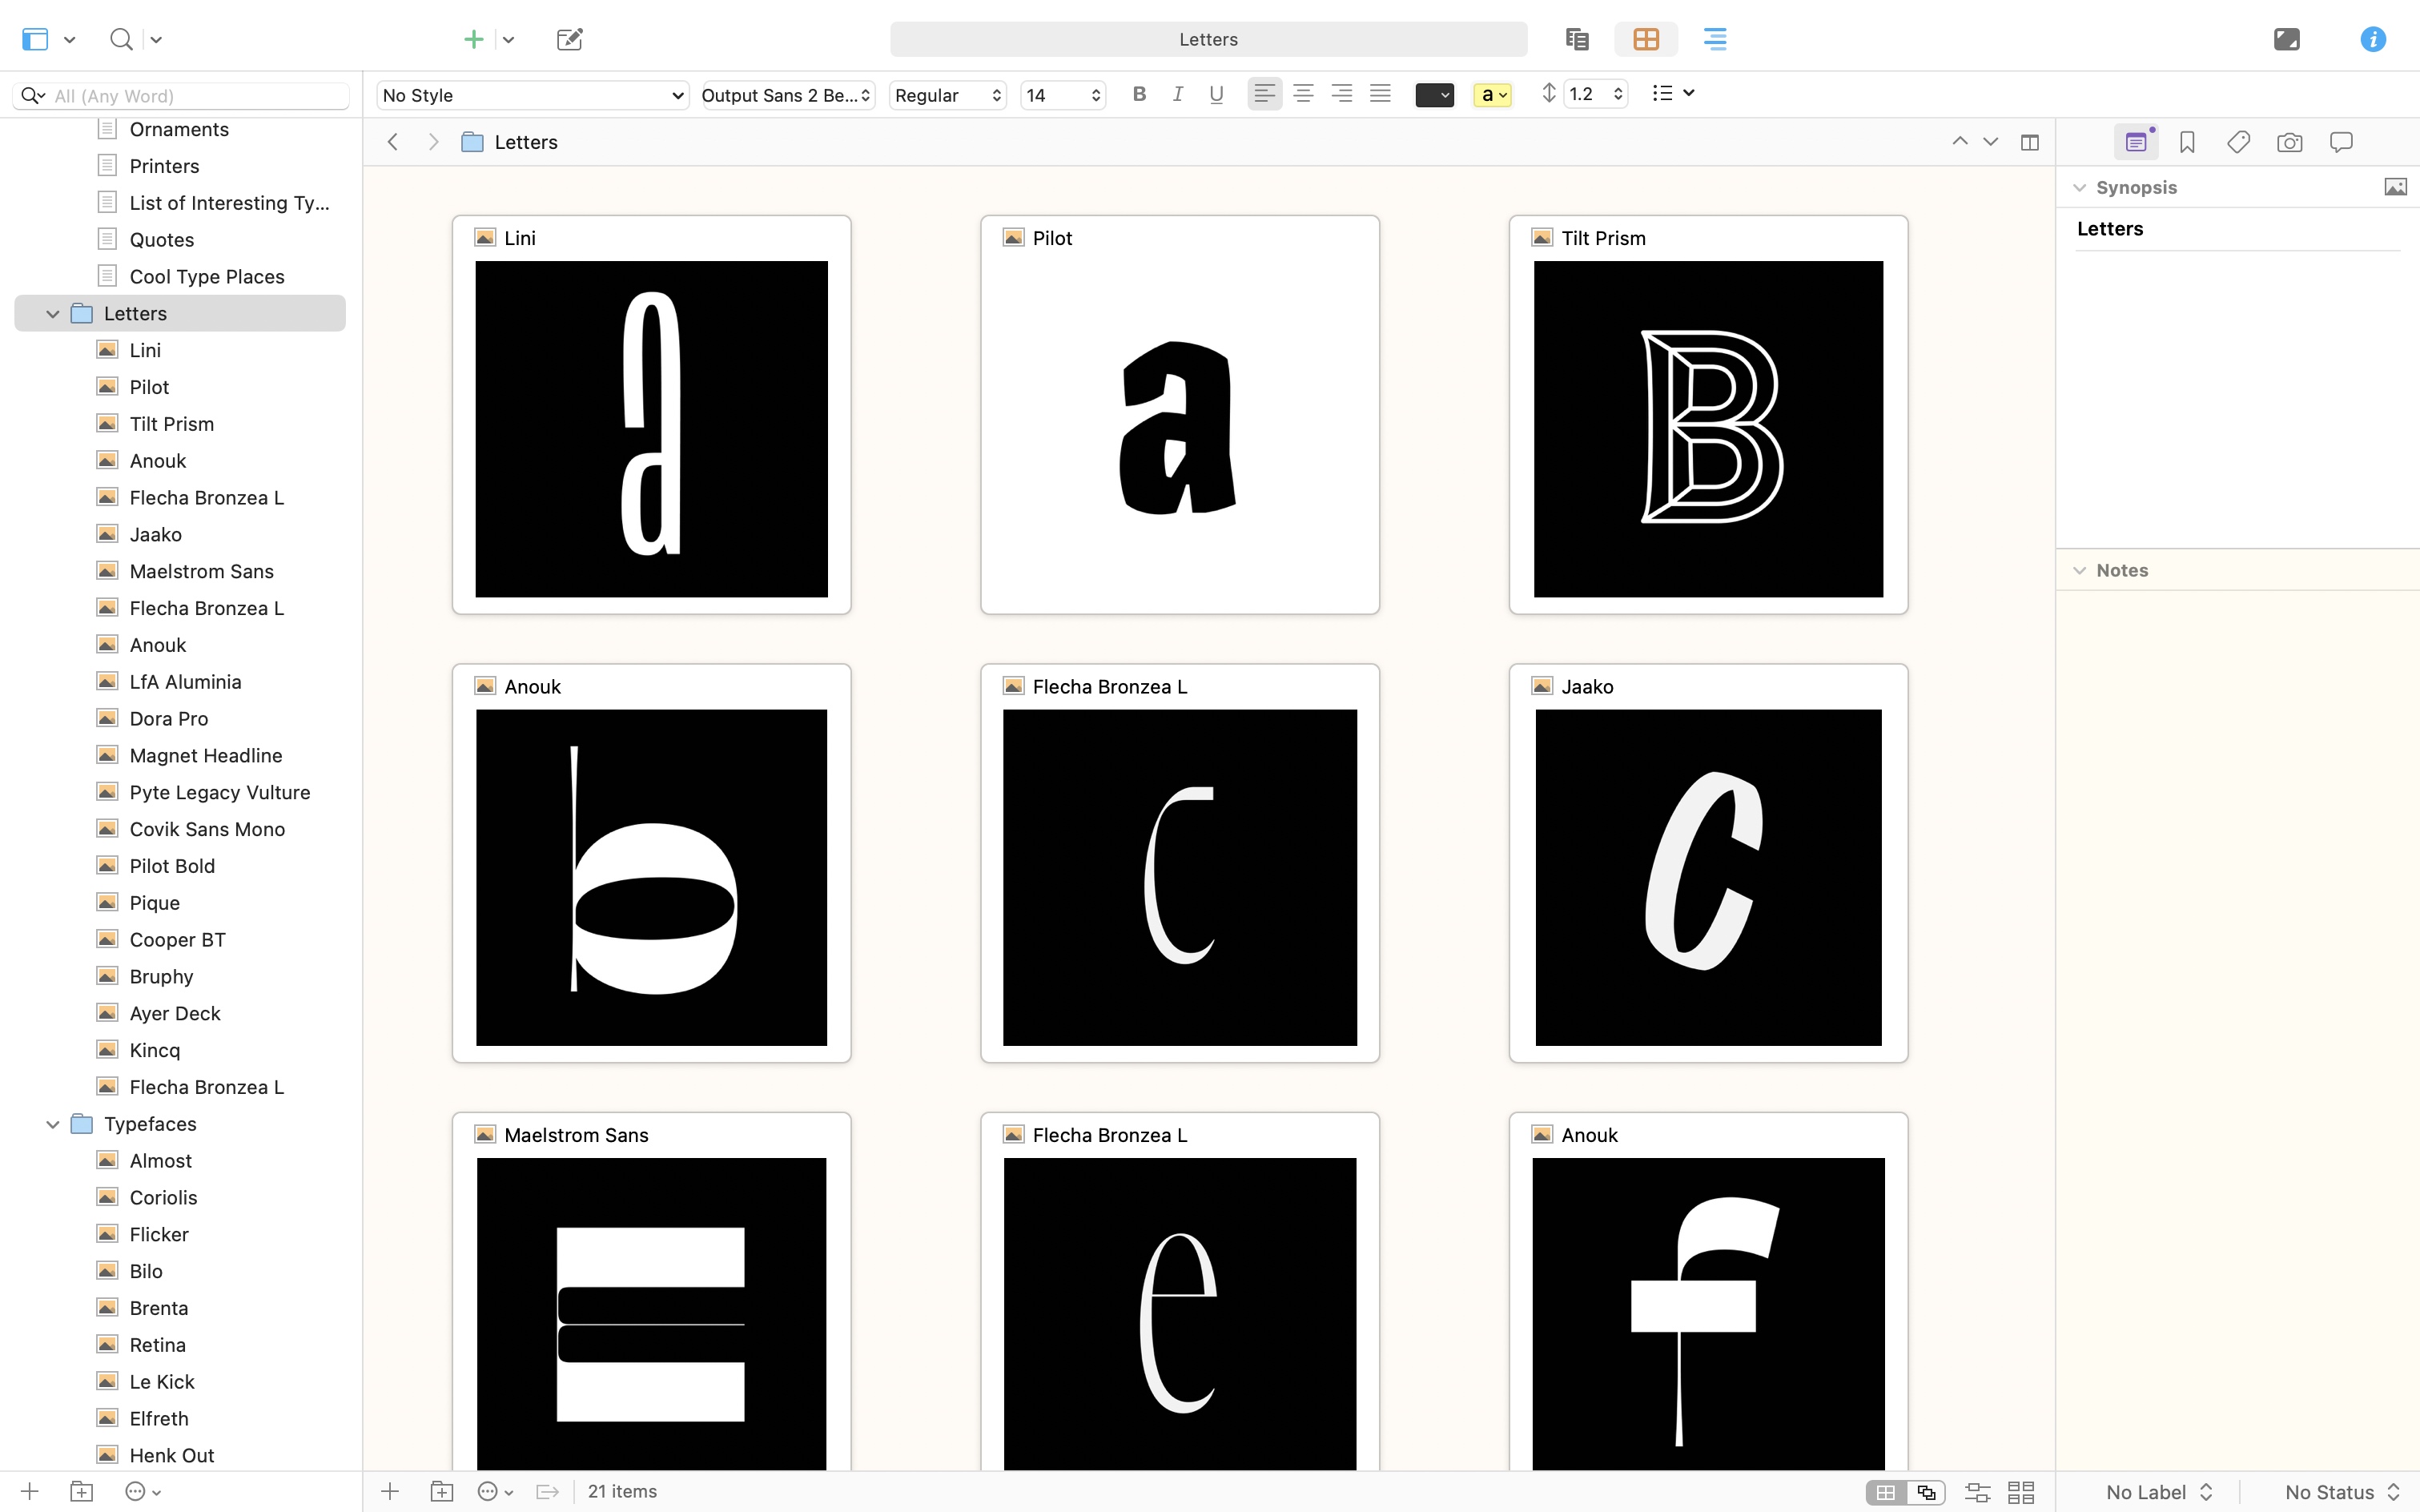 Letters
All (Any Word)
No Style
Output Sans 2 Be...
Regular
14
B I U
a
1.2
Letters
Ornaments
Printers
List of Interesting Ty...
Quotes
Cool Type Places
Letters
Lini
Pilot
Tilt Prism
Anouk
Flecha Bronzea L
Jaako
Maelstrom Sans
Flecha Bronzea L
Anouk
LfA Aluminia
Dora Pro
Magnet Headline
Pyte Legacy Vulture
Covik Sans Mono
Pilot Bold
Pique
Cooper BT
Bruphy
Ayer Deck
Kincq
Flecha Bronzea L
Typefaces
Almost
Coriolis
Flicker
Bilo
Brenta
Retina
Le Kick
Elfreth
Henk Out
Lini
a
Pilot
a
Tilt Prism
B
Anouk
b
Flecha Bronzea L
c
Jaako
C
Maelstrom Sans
E
Flecha Bronzea L
e
Anouk
f
21 items
Synopsis
Letters
Notes
No Label
No Status